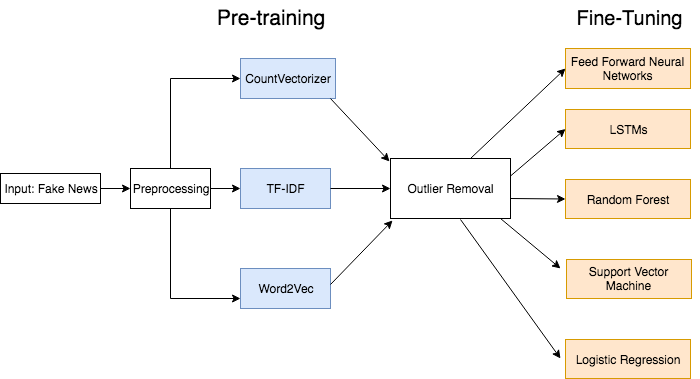 Pre-training
Fine-Tuning
CountVectorizer
Feed Forward Neural
Networks
LSTMs
Input: Fake News
Preprocessing
TF-IDF
Outlier Removal
Random Forest
Word2Vec
Support Vector
Machine
Logistic Regression